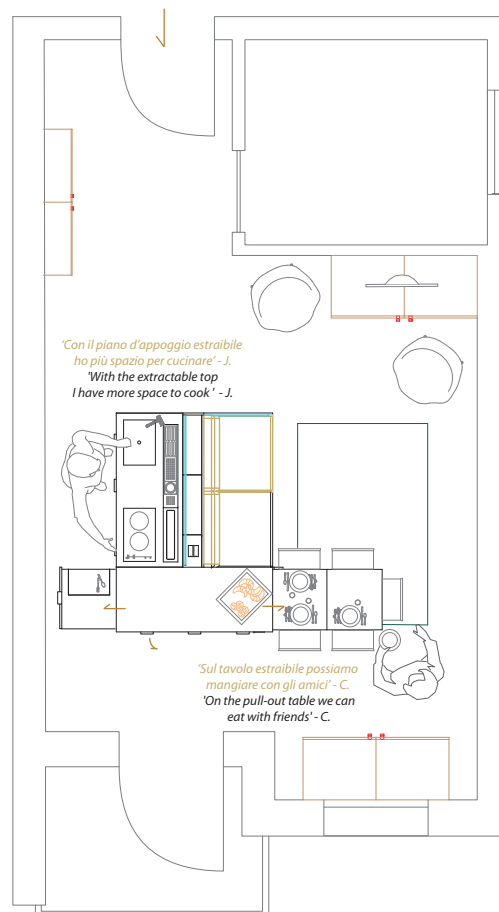 'Con il piano d'appoggio estraibile
ho più spazio per cucinare' - J.
'With the extractable top
I have more space to cook ' - J.
'Sul tavolo estraibile possiamo
mangiare con gli amici' - C.
'On the pull-out table we can
eat with friends' - C.